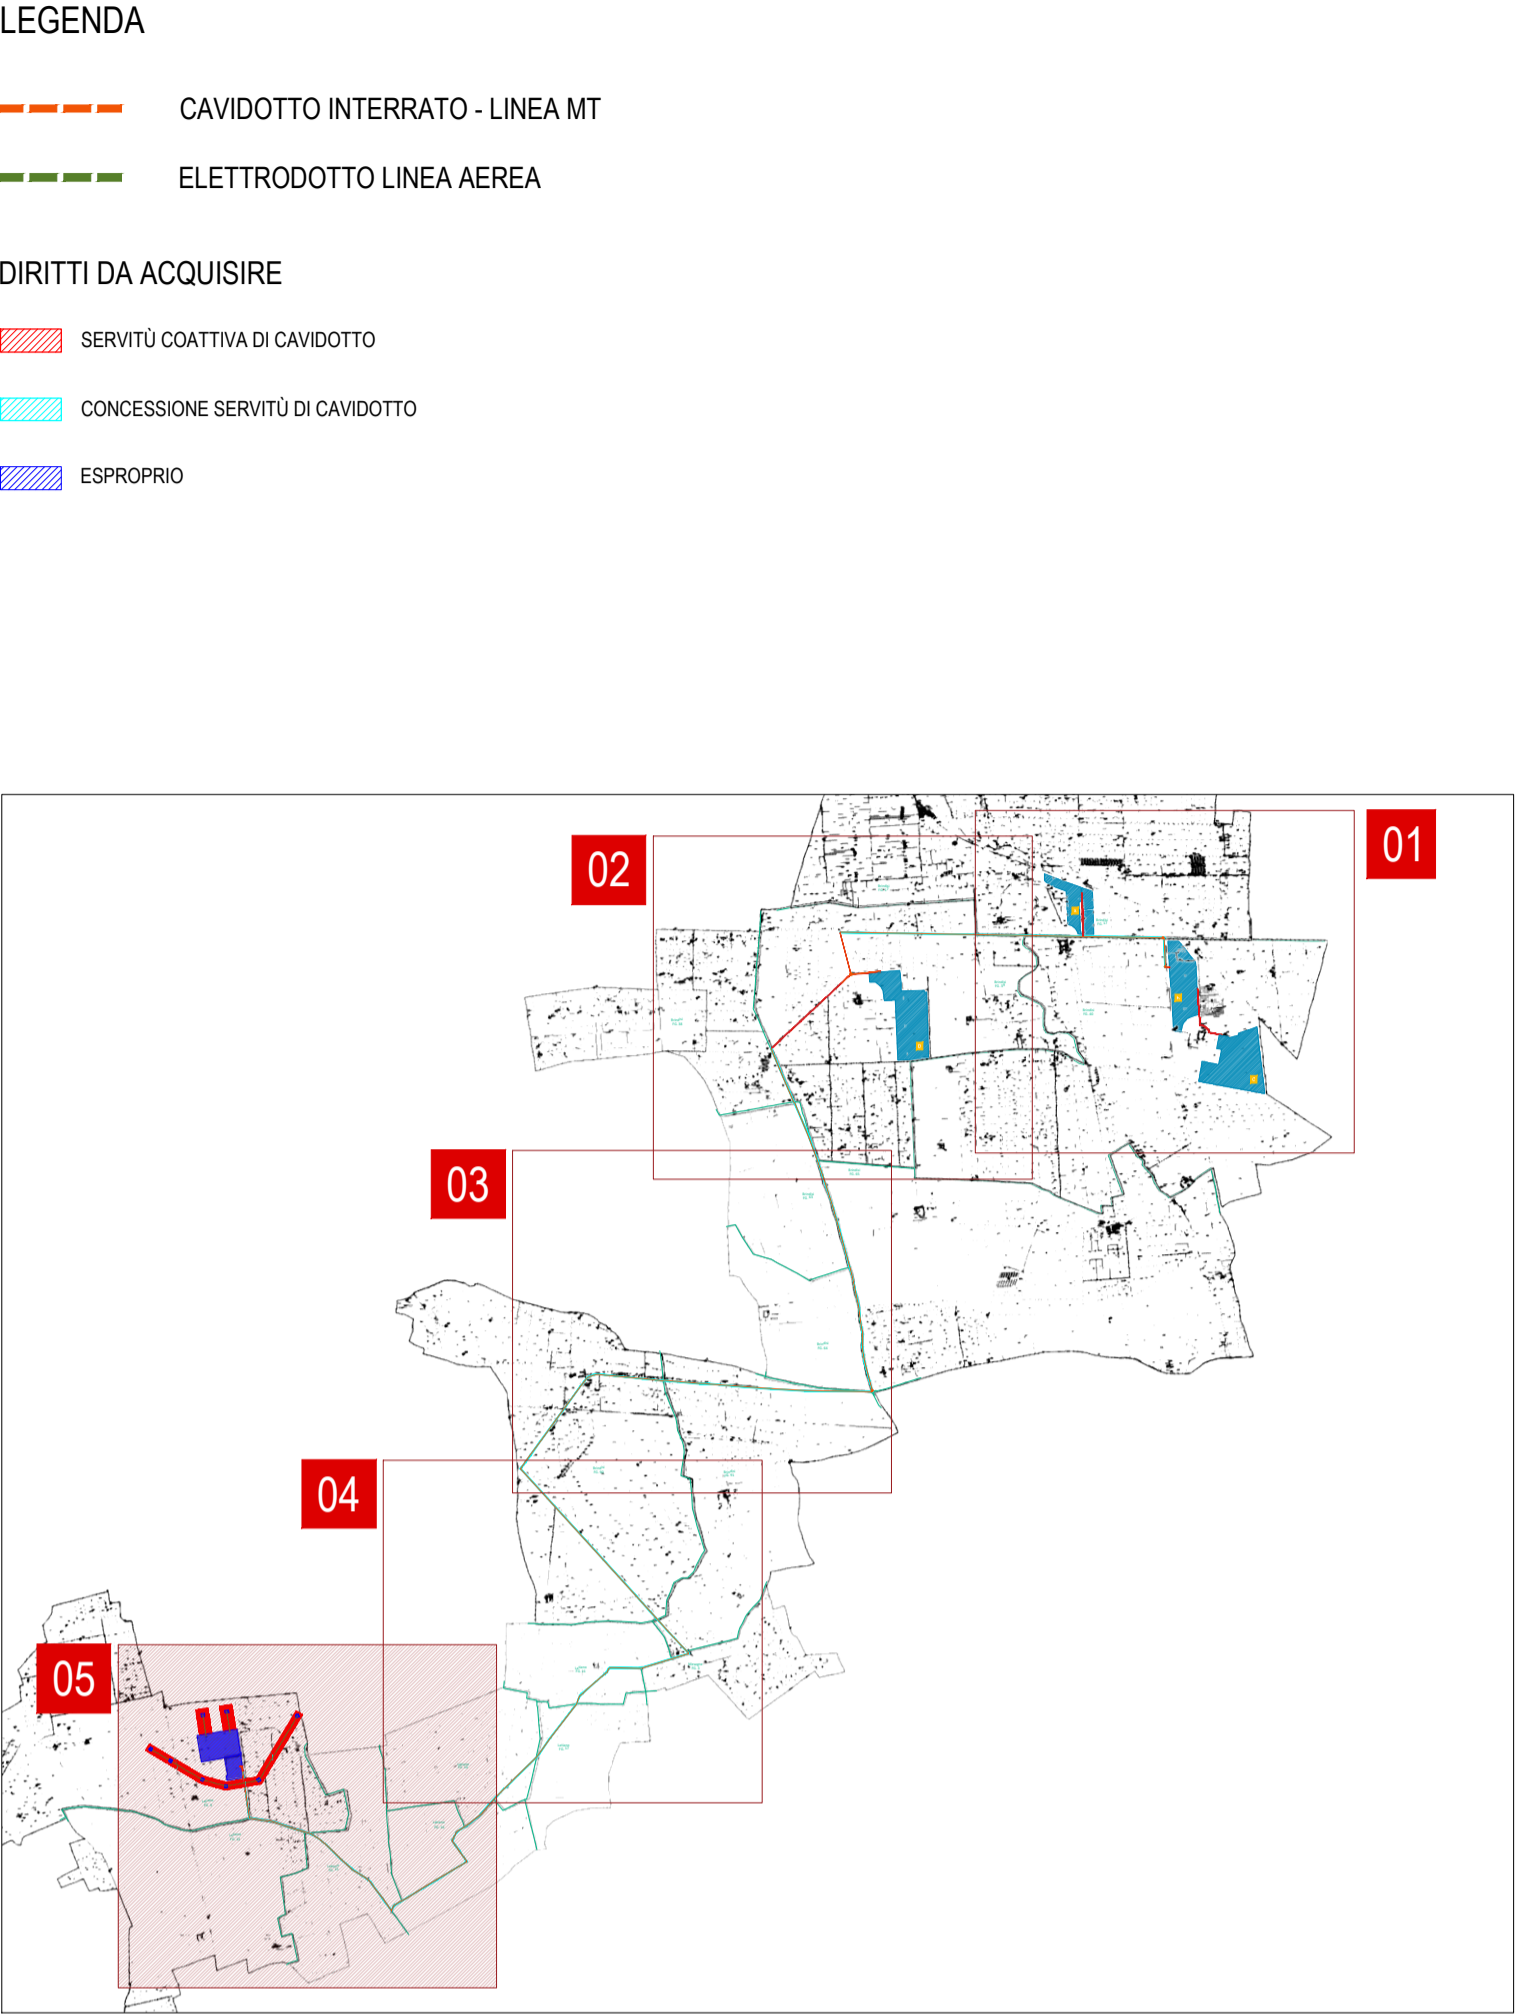 LEGENDA
CAVIDOTTO INTERRATO - LINEA MT
ELETTRODOTTO LINEA AEREA
DIRITTI DA ACQUISIRE
SERVITÙ COATTIVA DI CAVIDOTTO
CONCESSIONE SERVITÙ DI CAVIDOTTO
ESPROPRIO
01
02
03
04
05